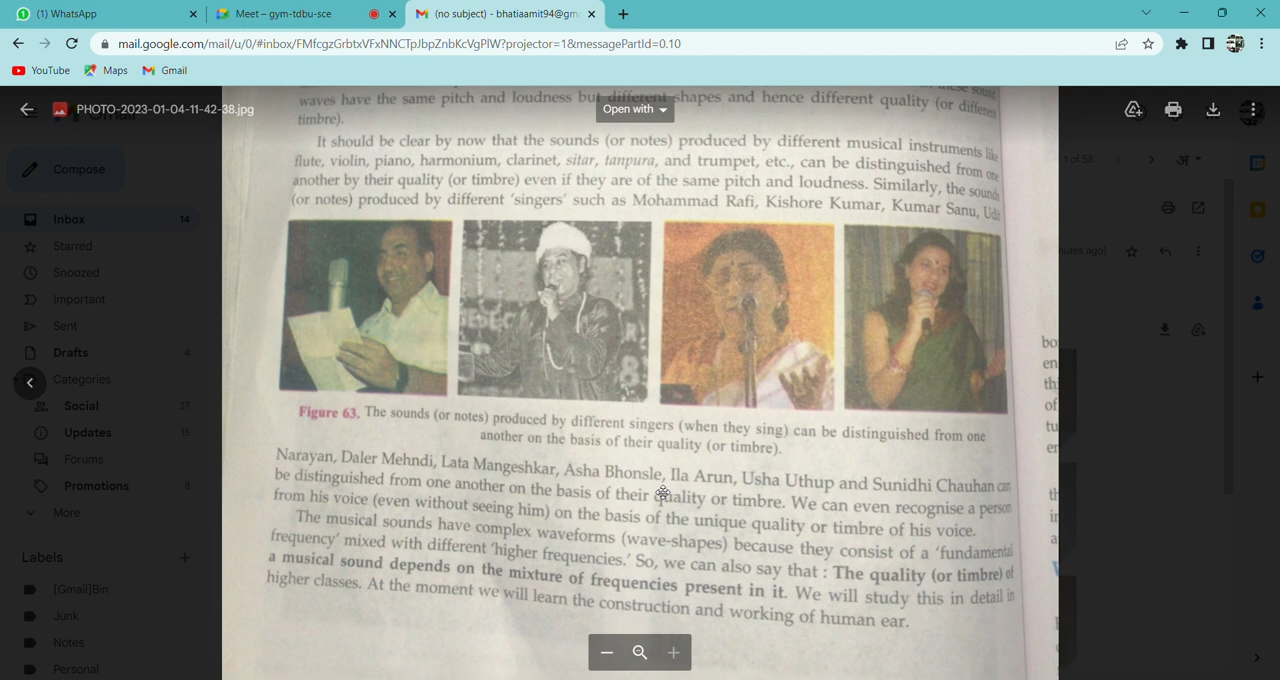 (1) WhatsApp
Meet – gym-tdbu-sce
(no subject) - bhatiaamit94@gm
mail.google.com/mail/u/0/#inbox/FMfcgzGrbtxVFxNNCTpJbpZnbKcVgPlW?projector=1&messagePartId=0.10
YouTube
Maps
Gmail
PHOTO-2023-01-04-11-42-38.jpg
Open with
Compose
Inbox 14
Starred
Snoozed
Important
Sent
Drafts 4
Categories
Social 27
Updates 15
Forums
Promotions 8
More
Labels
[Gmail]Bin
Junk
Notes
Personal
1 of 58
अ
nutes ago)
waves have the same pitch and loudness but different shapes and hence different quality (or different
timbre).
It should be clear by now that the sounds (or notes) produced by different musical instruments like
flute, violin, piano, harmonium, clarinet, sitar, tanpura, and trumpet, etc., can be distinguished from one
another by their quality (or timbre) even if they are of the same pitch and loudness. Similarly, the sounds
(or notes) produced by different 'singers' such as Mohammad Rafi, Kishore Kumar, Kumar Sanu, Udit
Figure 63. The sounds (or notes) produced by different singers (when they sing) can be distinguished from one
another on the basis of their quality (or timbre).
Narayan, Daler Mehndi, Lata Mangeshkar, Asha Bhonsle, Ila Arun, Usha Uthup and Sunidhi Chauhan can
be distinguished from one another on the basis of their quality or timbre. We can even recognise a person
from his voice (even without seeing him) on the basis of the unique quality or timbre of his voice.
The musical sounds have complex waveforms (wave-shapes) because they consist of a 'fundamental
frequency' mixed with different 'higher frequencies.' So, we can also say that : The quality (or timbre) of
a musical sound depends on the mixture of frequencies present in it. We will study this in detail in
higher classes. At the moment we will learn the construction and working of human ear.